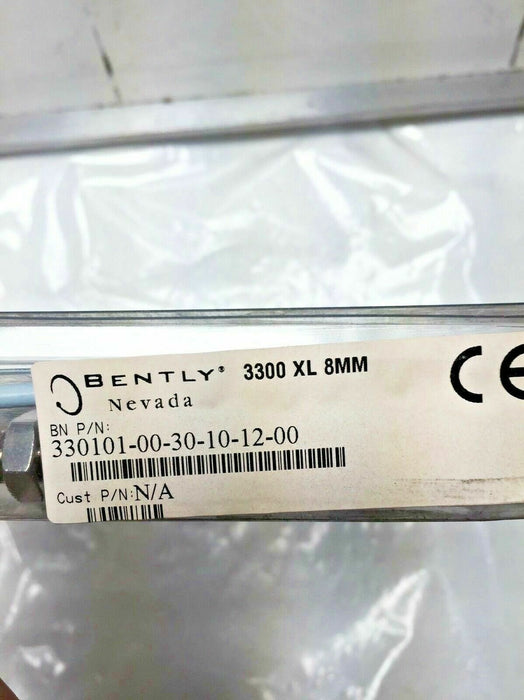 BENTLY® 3300 XL 8MM
Nevada
BN P/N:
330101-00-30-10-12-00
Cust P/N:N/A
CE